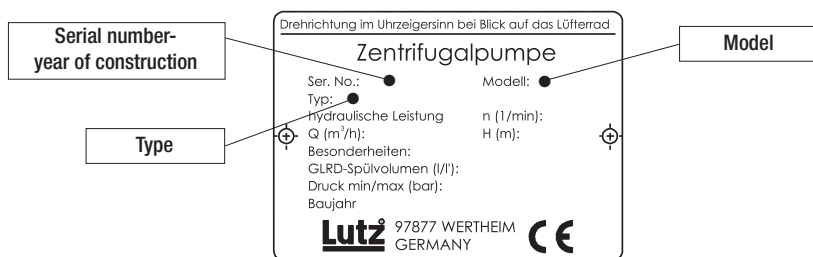 Serial number-
year of construction
Model
Type
Drehrichtung im Uhrzeigersinn bei Blick auf das Lüfterrad
Zentrifugalpumpe
Ser. No.: Modell:
Typ:
hydraulische Leistung n (1/min):
Q (m³/h): H (m):
Besonderheiten:
GLRD-Spülvolumen (l/l'):
Druck min/max (bar):
Baujahr
Lutz 97877 WERTHEIM
GERMANY CE